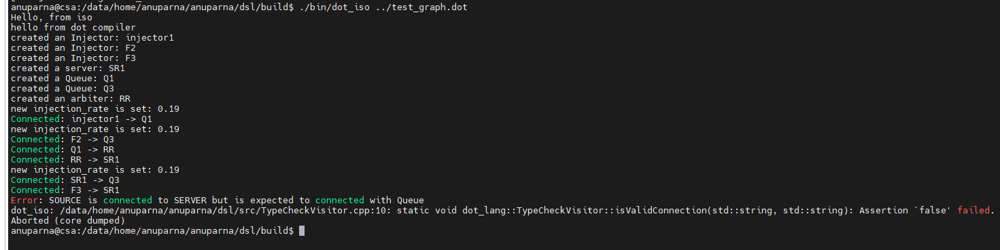 anuparna@csa:/data/home/anuparna/anuparna/dsl/build$ ./bin/dot_iso ../test_graph.dot
Hello, from iso
hello from dot compiler
created an Injector: injector1
created an Injector: F2
created an Injector: F3
created a server: SR1
created a Queue: Q1
created a Queue: Q3
created an arbiter: RR
new injection_rate is set: 0.19
Connected: injector1 -> Q1
new injection_rate is set: 0.19
Connected: F2 -> Q3
Connected: Q1 -> RR
Connected: RR -> SR1
new injection_rate is set: 0.19
Connected: SR1 -> Q3
Connected: F3 -> SR1
Error: SOURCE is connected to SERVER but is expected to connected with Queue
dot_iso: /data/home/anuparna/anuparna/dsl/src/TypeCheckVisitor.cpp:10: static void dot_lang::TypeCheckVisitor::isValidConnection(std::string, std::string): Assertion `false' failed.
Aborted (core dumped)
anuparna@csa:/data/home/anuparna/anuparna/dsl/build$